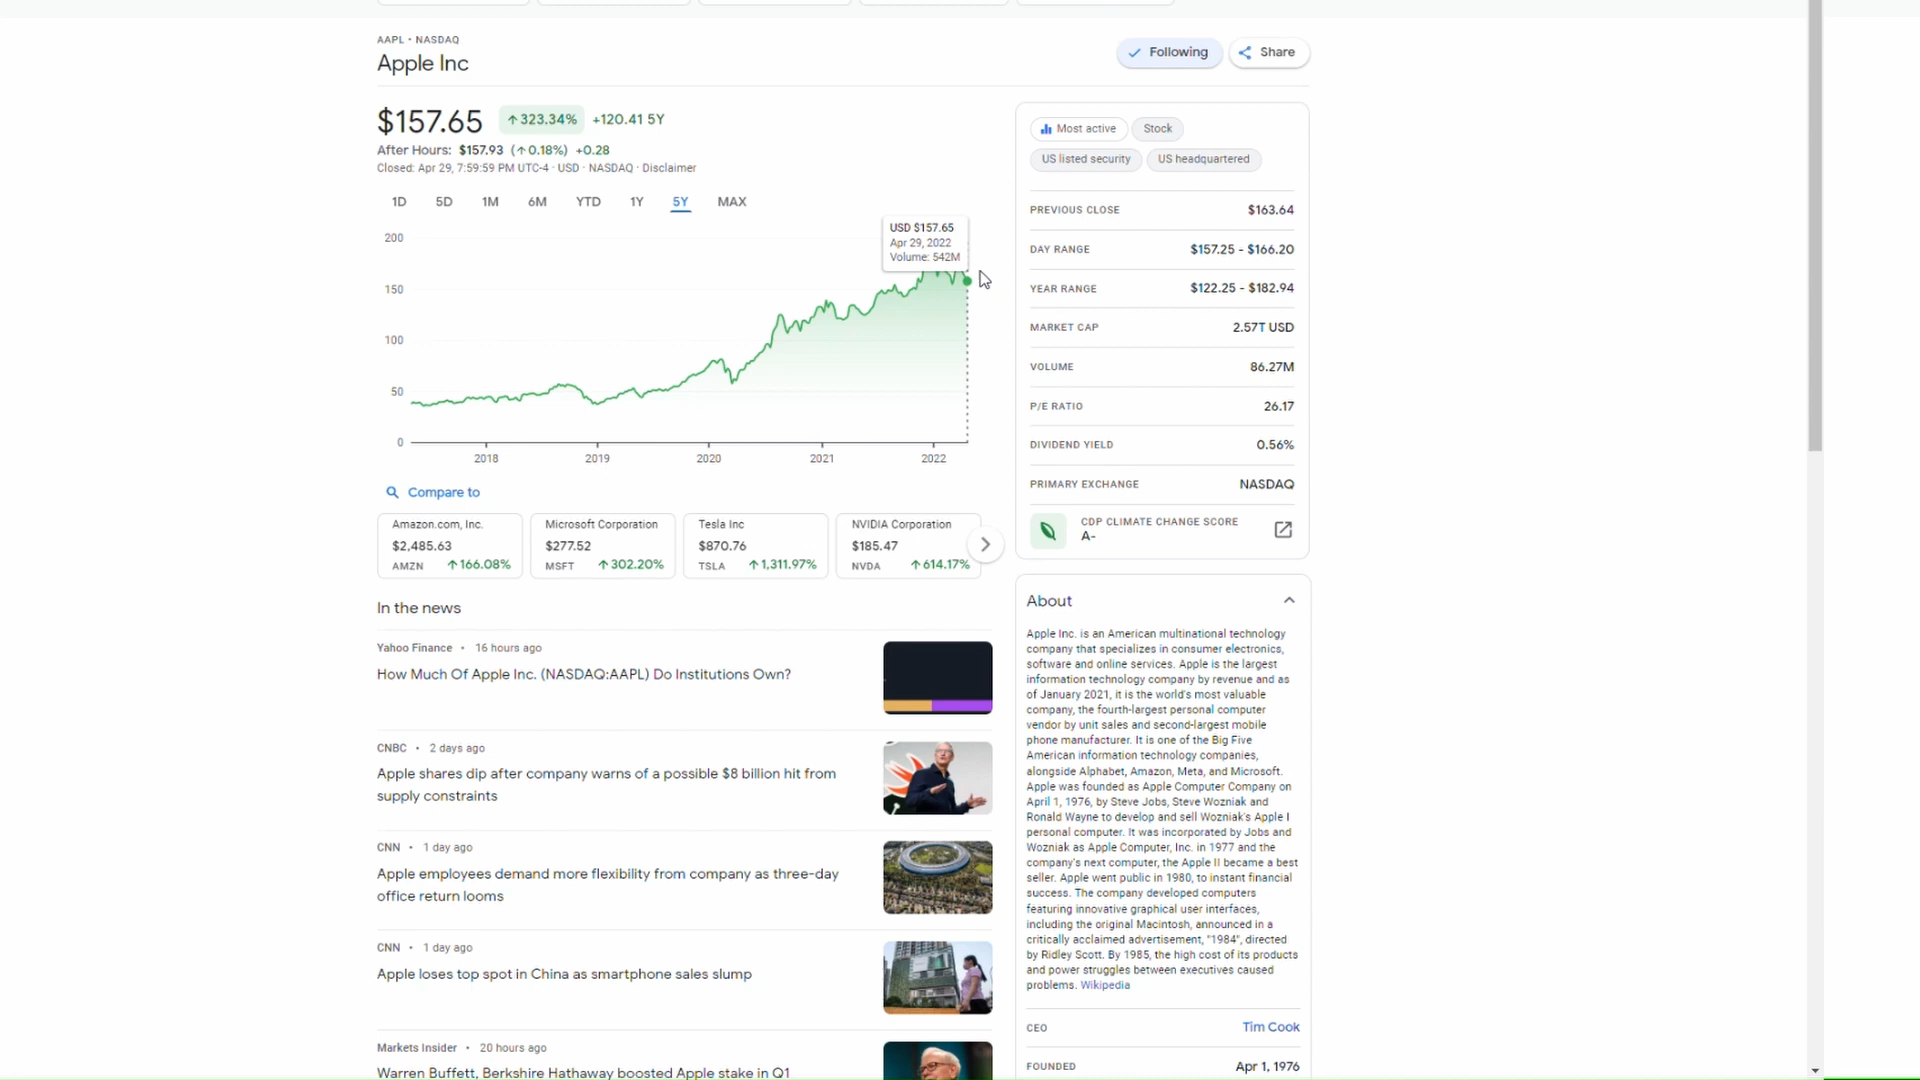 AAPL • NASDAQ
Apple Inc
Following
Share
$157.65
↑ 323.34%
+120.41 5Y
After Hours: $157.93 (↑ 0.18%) +0.28
Closed: Apr 29, 7:59:59 PM UTC-4 · USD · NASDAQ · Disclaimer
1D 5D 1M 6M YTD 1Y 5Y MAX
USD $157.65
Apr 29, 2022
Volume: 542M
200
150
100
50
0
2018 2019 2020 2021 2022
Compare to
Amazon.com, Inc.
$2,485.63
AMZN ↑ 166.08%
Microsoft Corporation
$277.52
MSFT ↑ 302.20%
Tesla Inc
$870.76
TSLA ↑ 1,311.97%
NVIDIA Corporation
$185.47
NVDA ↑ 614.17%
In the news
Yahoo Finance • 16 hours ago
How Much Of Apple Inc. (NASDAQ:AAPL) Do Institutions Own?
CNBC • 2 days ago
Apple shares dip after company warns of a possible $8 billion hit from
supply constraints
CNN • 1 day ago
Apple employees demand more flexibility from company as three-day
office return looms
CNN • 1 day ago
Apple loses top spot in China as smartphone sales slump
Markets Insider • 20 hours ago
Warren Buffett, Berkshire Hathaway boosted Apple stake in Q1
Most active
Stock
US listed security
US headquartered
PREVIOUS CLOSE $163.64
DAY RANGE $157.25 - $166.20
YEAR RANGE $122.25 - $182.94
MARKET CAP 2.57T USD
VOLUME 86.27M
P/E RATIO 26.17
DIVIDEND YIELD 0.56%
PRIMARY EXCHANGE NASDAQ
CDP CLIMATE CHANGE SCORE
A-
About
Apple Inc. is an American multinational technology
company that specializes in consumer electronics,
software and online services. Apple is the largest
information technology company by revenue and as
of January 2021, it is the world's most valuable
company, the fourth-largest personal computer
vendor by unit sales and second-largest mobile
phone manufacturer. It is one of the Big Five
American information technology companies,
alongside Alphabet, Amazon, Meta, and Microsoft.
Apple was founded as Apple Computer Company on
April 1, 1976, by Steve Jobs, Steve Wozniak and
Ronald Wayne to develop and sell Wozniak's Apple I
personal computer. It was incorporated by Jobs and
Wozniak as Apple Computer, Inc. in 1977 and the
company's next computer, the Apple II became a best
seller. Apple went public in 1980, to instant financial
success. The company developed computers
featuring innovative graphical user interfaces,
including the original Macintosh, announced in a
critically acclaimed advertisement, "1984", directed
by Ridley Scott. By 1985, the high cost of its products
and power struggles between executives caused
problems. Wikipedia
CEO Tim Cook
FOUNDED Apr 1, 1976